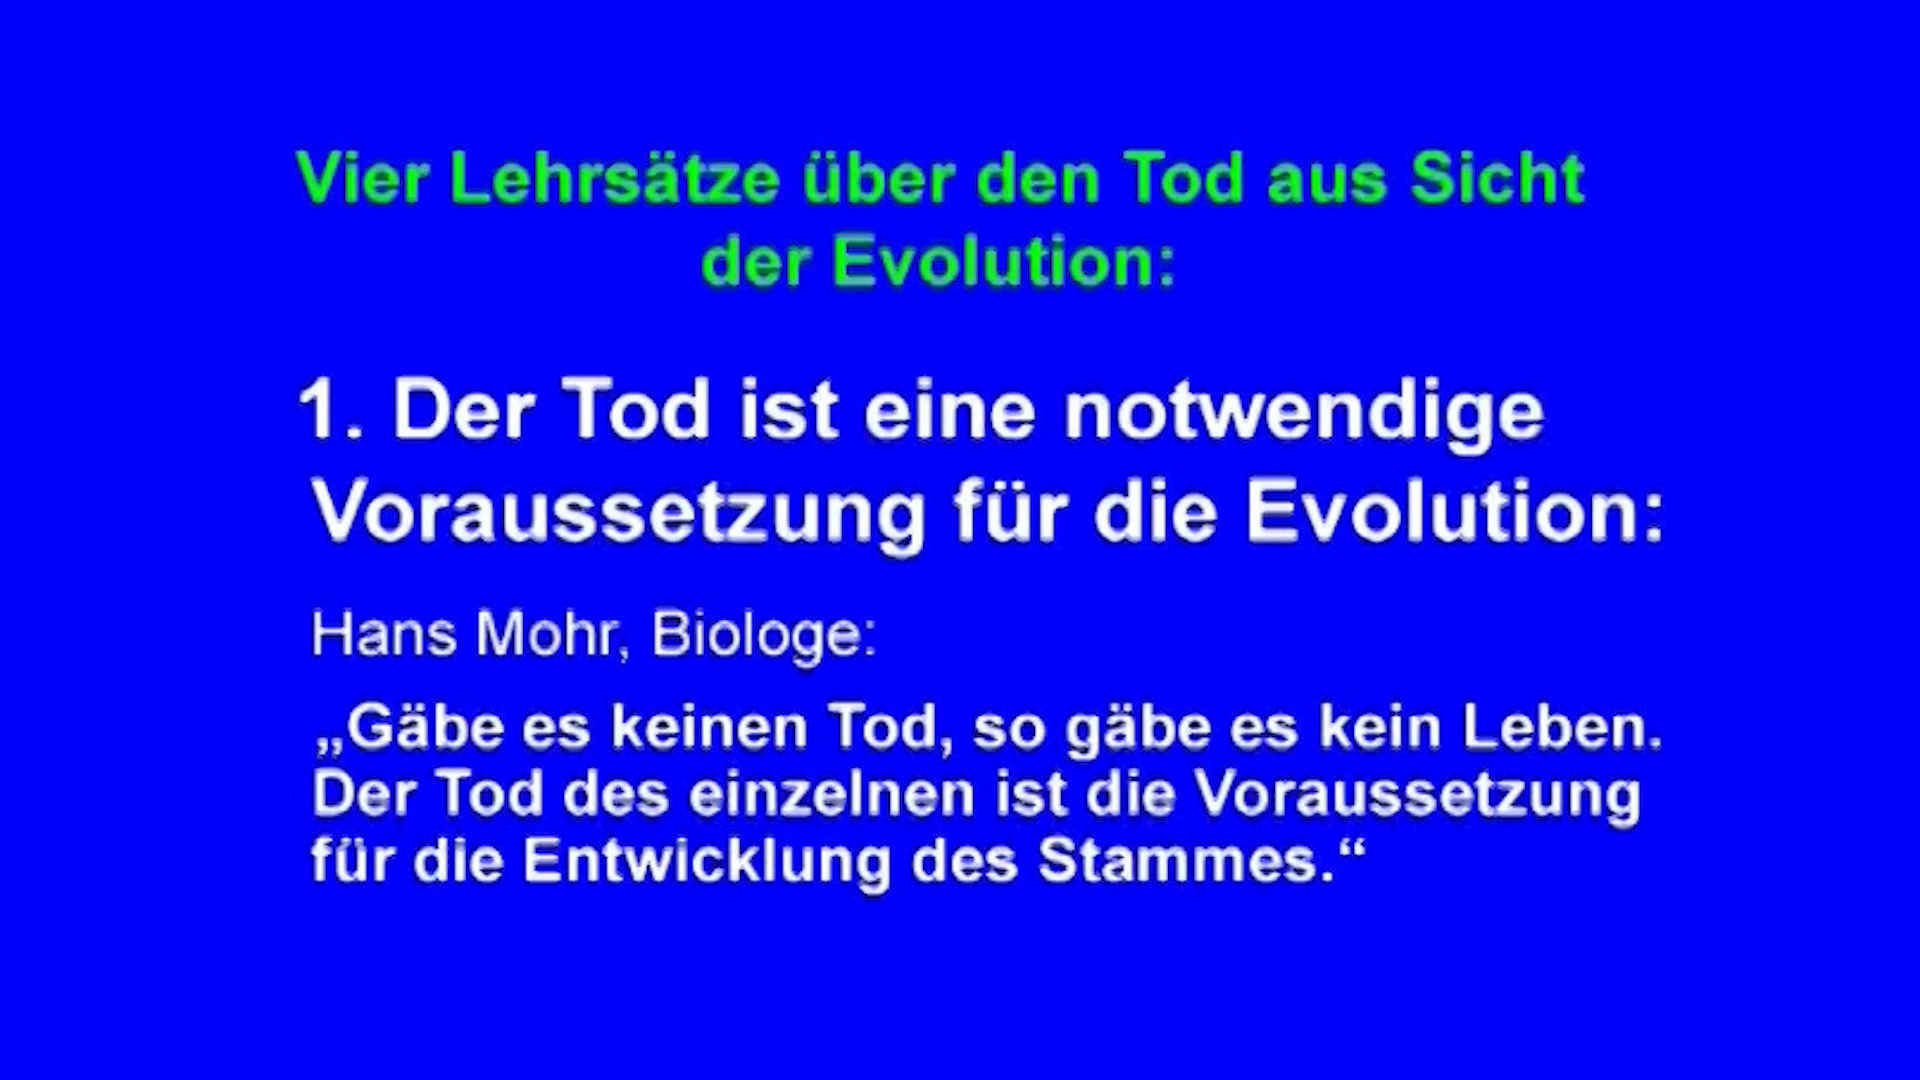 Vier Lehrsätze über den Tod aus Sicht
der Evolution:
1. Der Tod ist eine notwendige
Voraussetzung für die Evolution:
Hans Mohr, Biologe:
„Gäbe es keinen Tod, so gäbe es kein Leben.
Der Tod des einzelnen ist die Voraussetzung
für die Entwicklung des Stammes.“